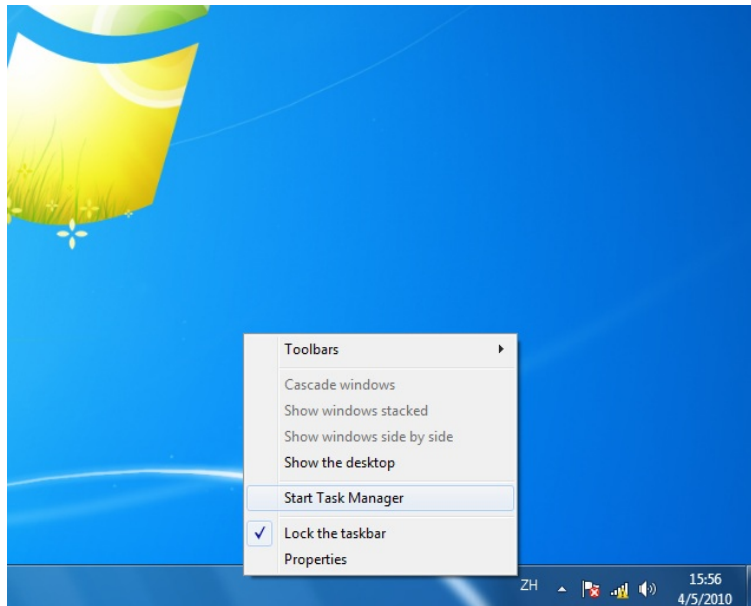 Toolbars
Cascade windows
Show windows stacked
Show windows side by side
Show the desktop
Start Task Manager
Lock the taskbar
Properties
ZH
15:56
4/5/2010